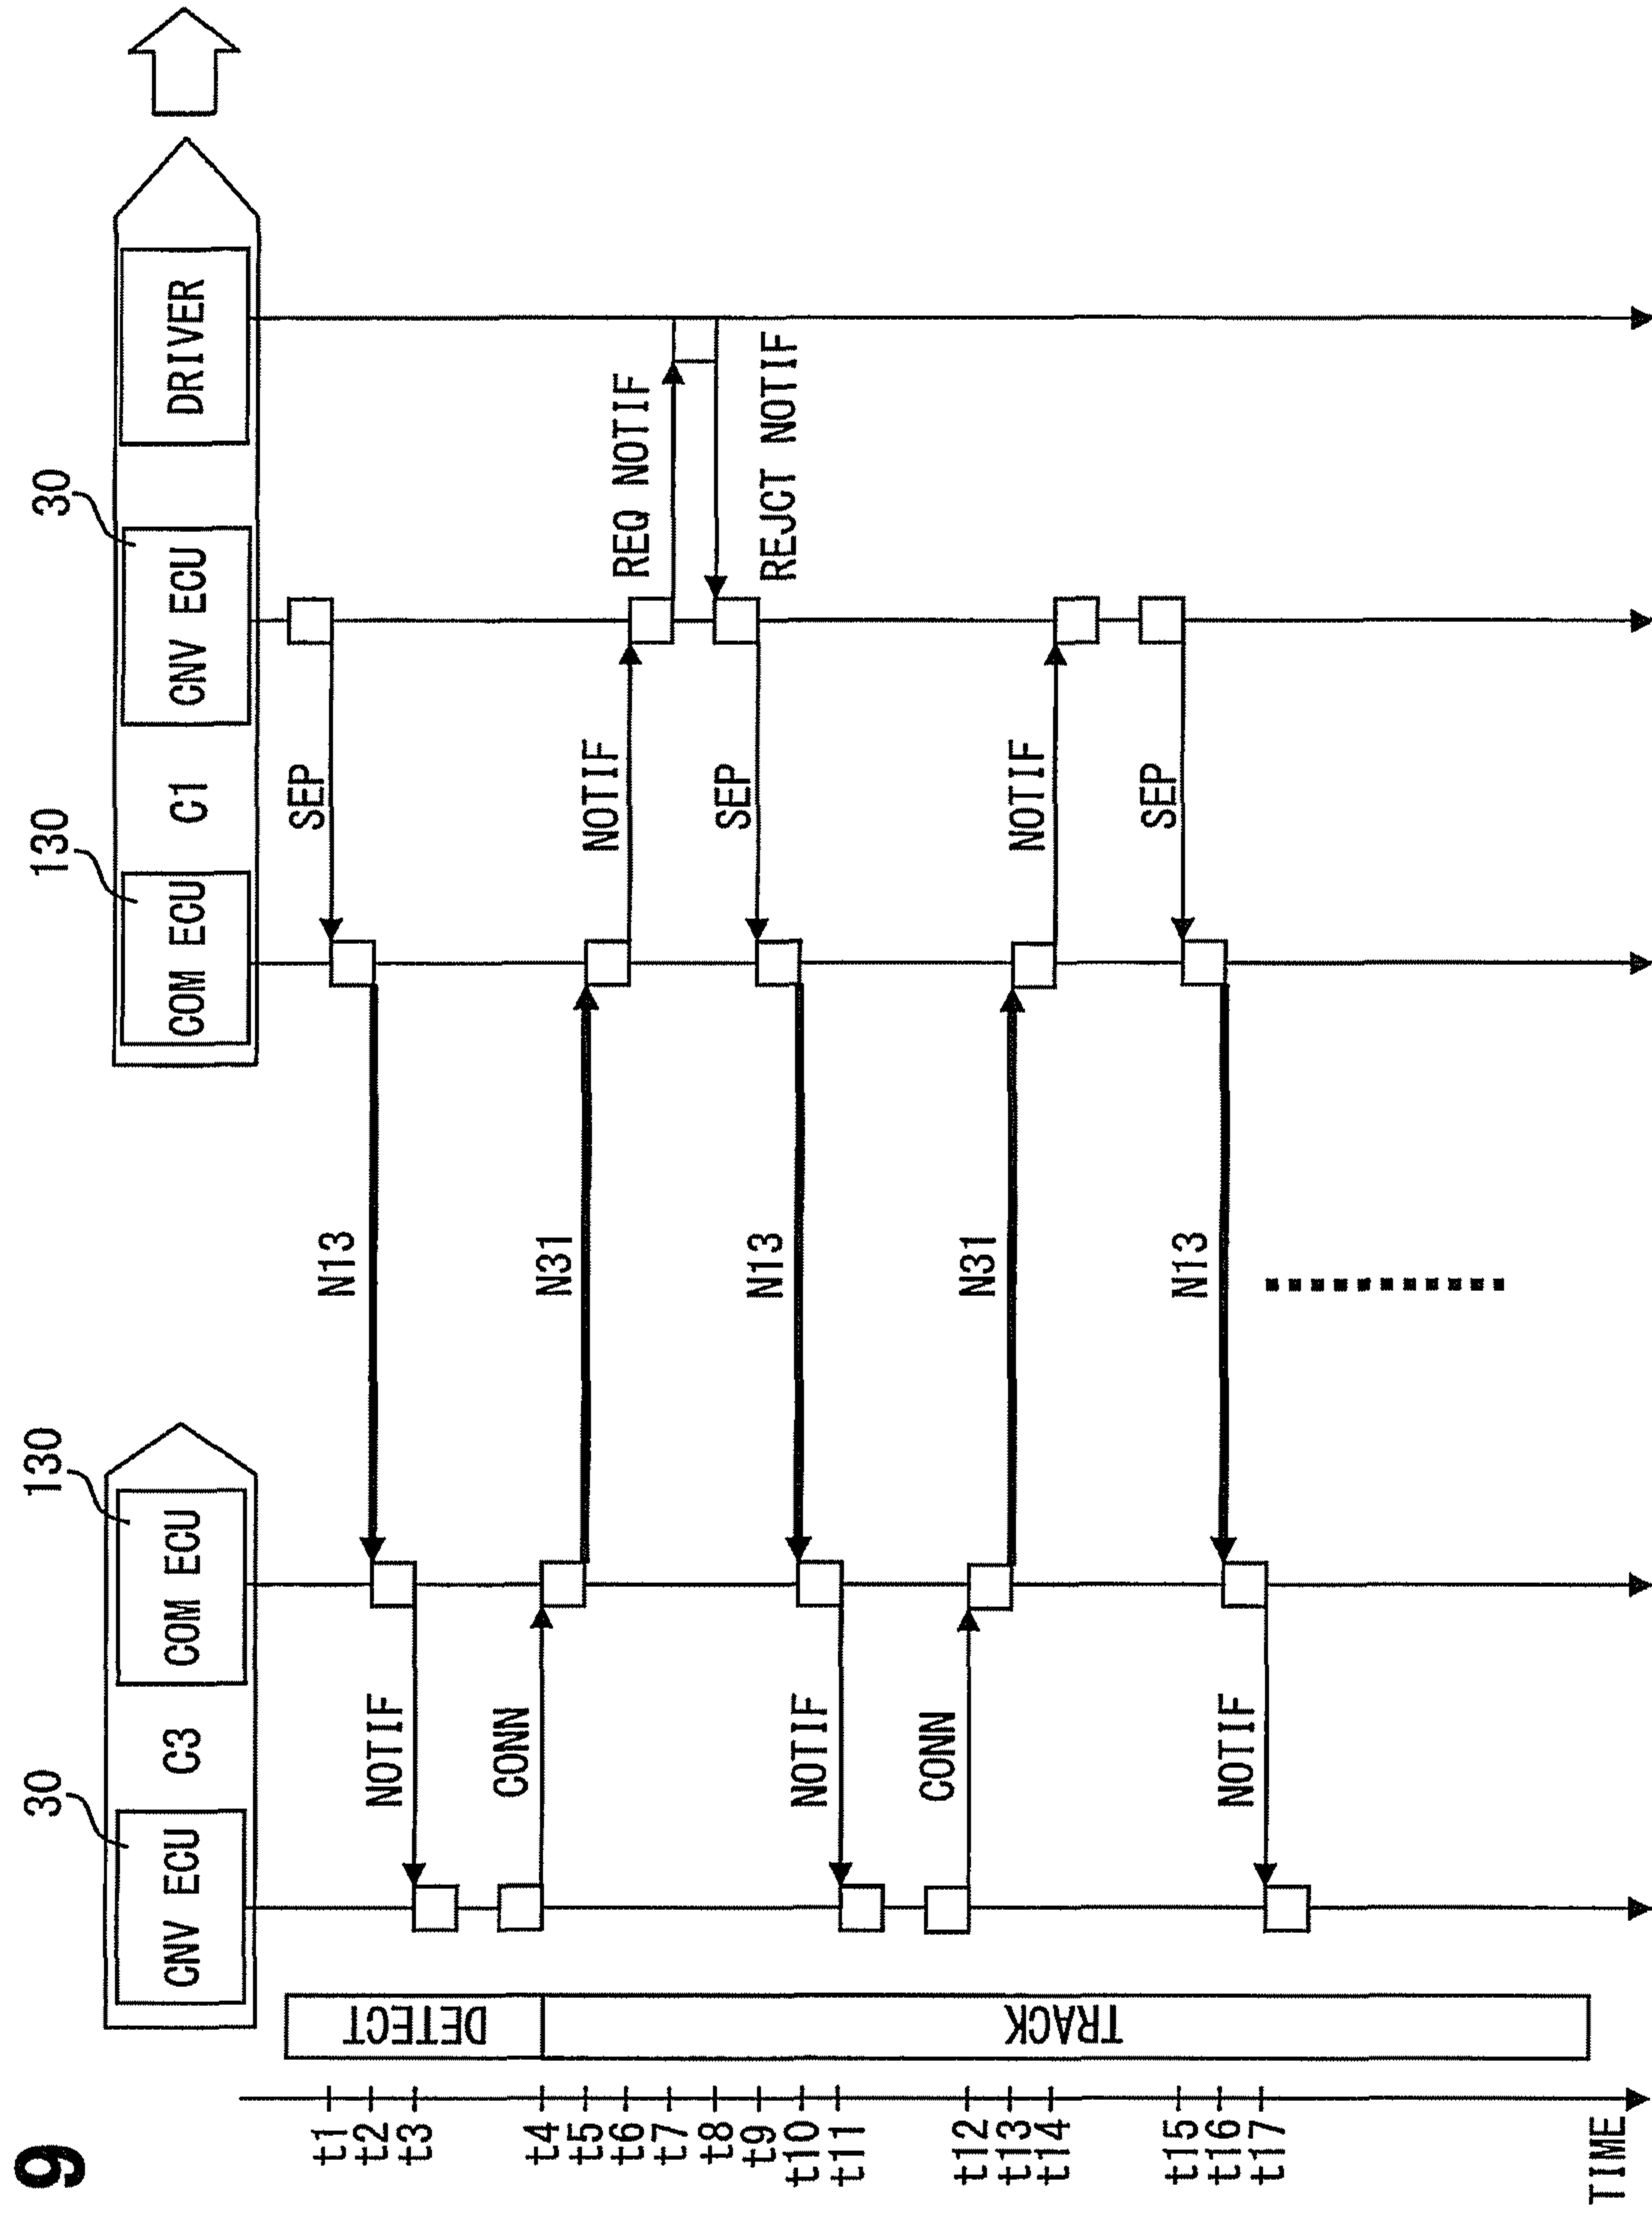 9
30
130
130
30
CNV ECU
C3
COM ECU
COM ECU
C1
CNV ECU
DRIVER
DETECT
TRACK
t1
SEP
t2
N13
t3
NOTIF
t4
CONN
t5
N31
t6
NOTIF
t7
REQ NOTIF
t8
REJCT NOTIF
t9
SEP
t10
N13
t11
NOTIF
t12
CONN
t13
N31
t14
NOTIF
t15
SEP
t16
N13
t17
NOTIF
TIME